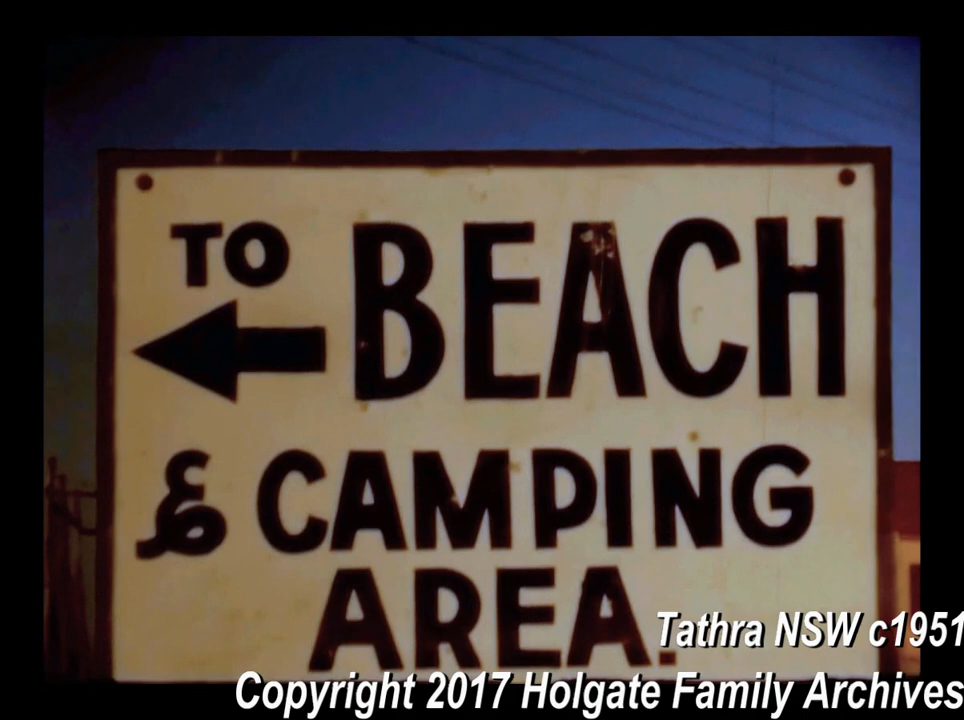 TO BEACH
& CAMPING
AREA.
Tathra NSW c1951
Copyright 2017 Holgate Family Archives